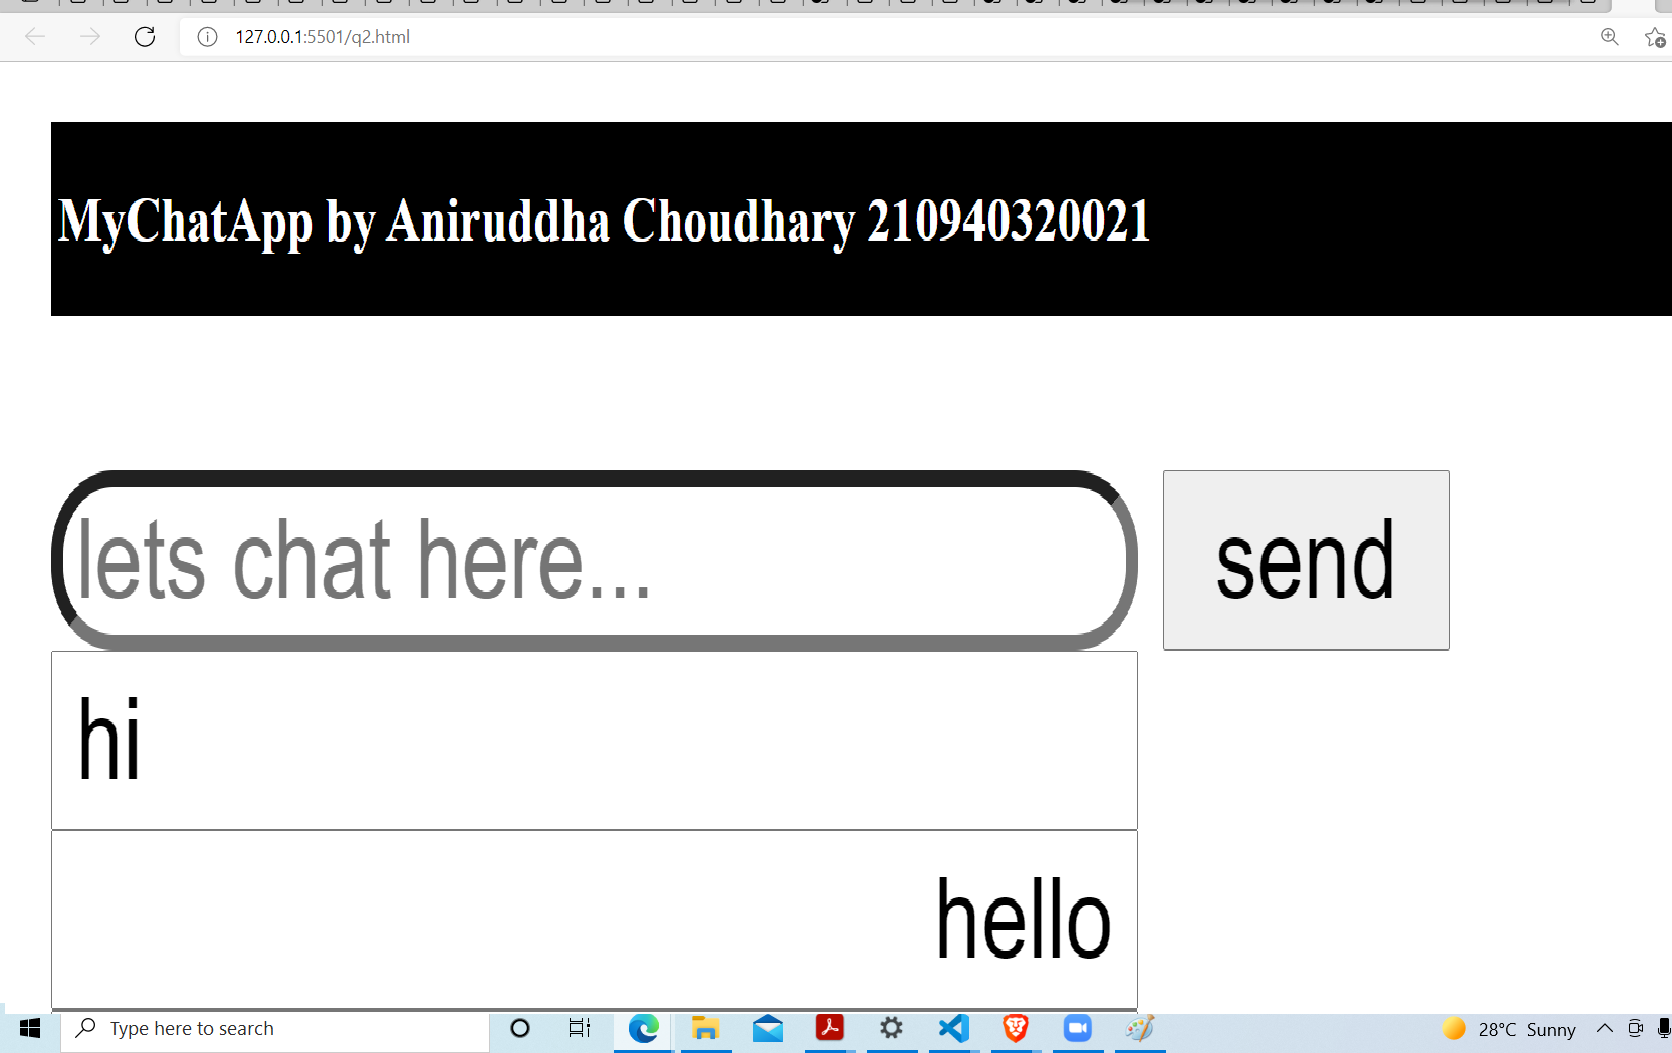 127.0.0.1:5501/q2.html
MyChatApp by Aniruddha Choudhary 210940320021
lets chat here...
send
hi
hello
Type here to search
28°C Sunny